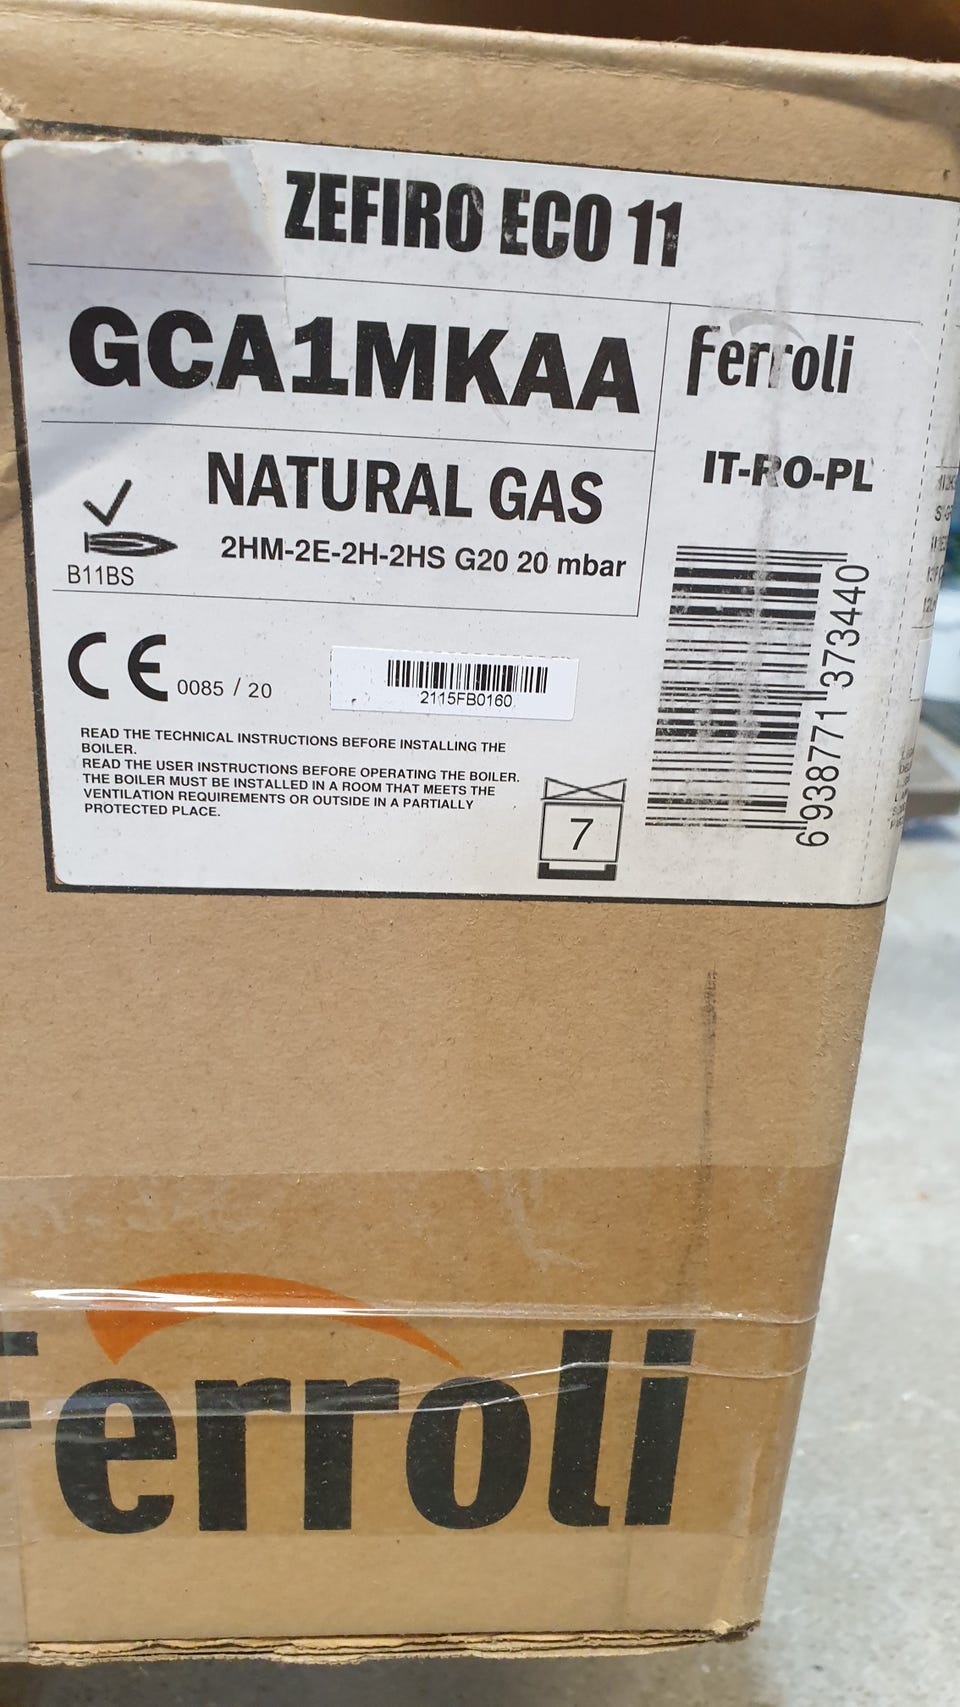 ZEFIRO ECO 11
GCA1MKAA
ferroli
NATURAL GAS
IT-RO-PL
2HM-2E-2H-2HS G20 20 mbar
B11BS
CE 0085 / 20
2115FB0160
6 938771 373440
READ THE TECHNICAL INSTRUCTIONS BEFORE INSTALLING THE
BOILER.
READ THE USER INSTRUCTIONS BEFORE OPERATING THE BOILER.
THE BOILER MUST BE INSTALLED IN A ROOM THAT MEETS THE
VENTILATION REQUIREMENTS OR OUTSIDE IN A PARTIALLY
PROTECTED PLACE.
7
ferroli